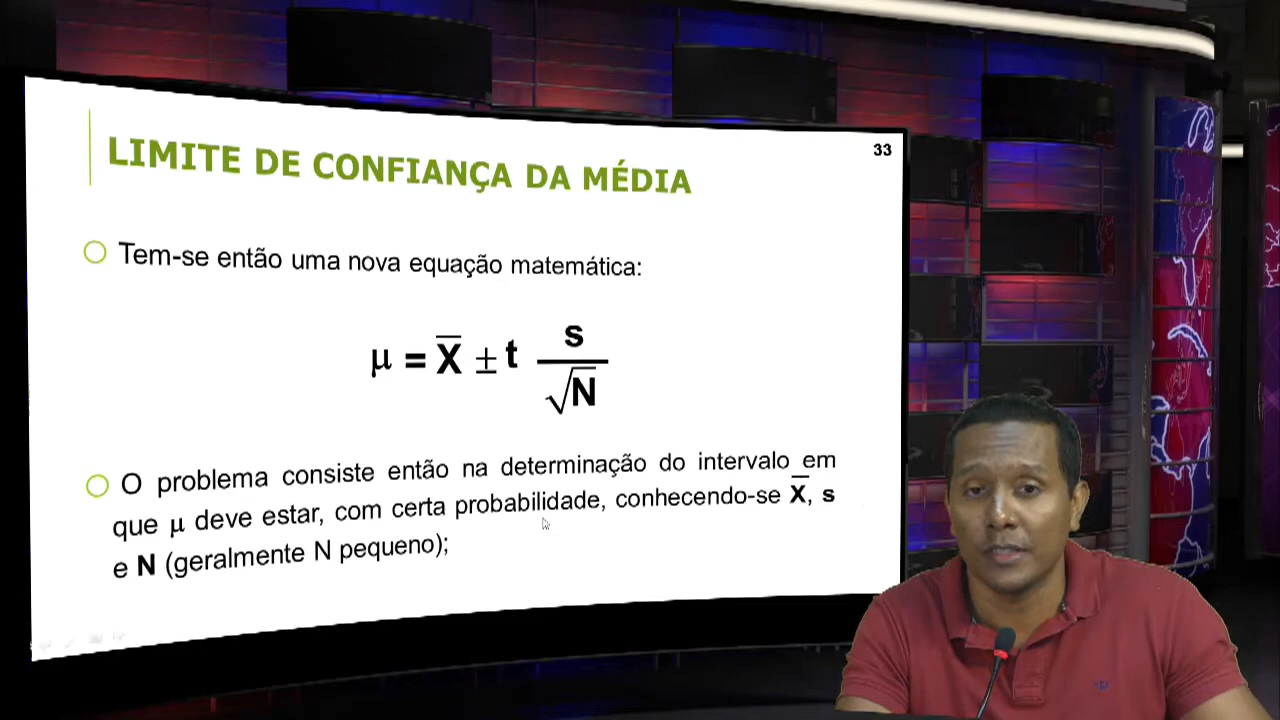 33
LIMITE DE CONFIANÇA DA MÉDIA
Tem-se então uma nova equação matemática:
μ = X̅ ± t s/√N
O problema consiste então na determinação do intervalo em
que μ deve estar, com certa probabilidade, conhecendo-se X̅, s
e N (geralmente N pequeno);